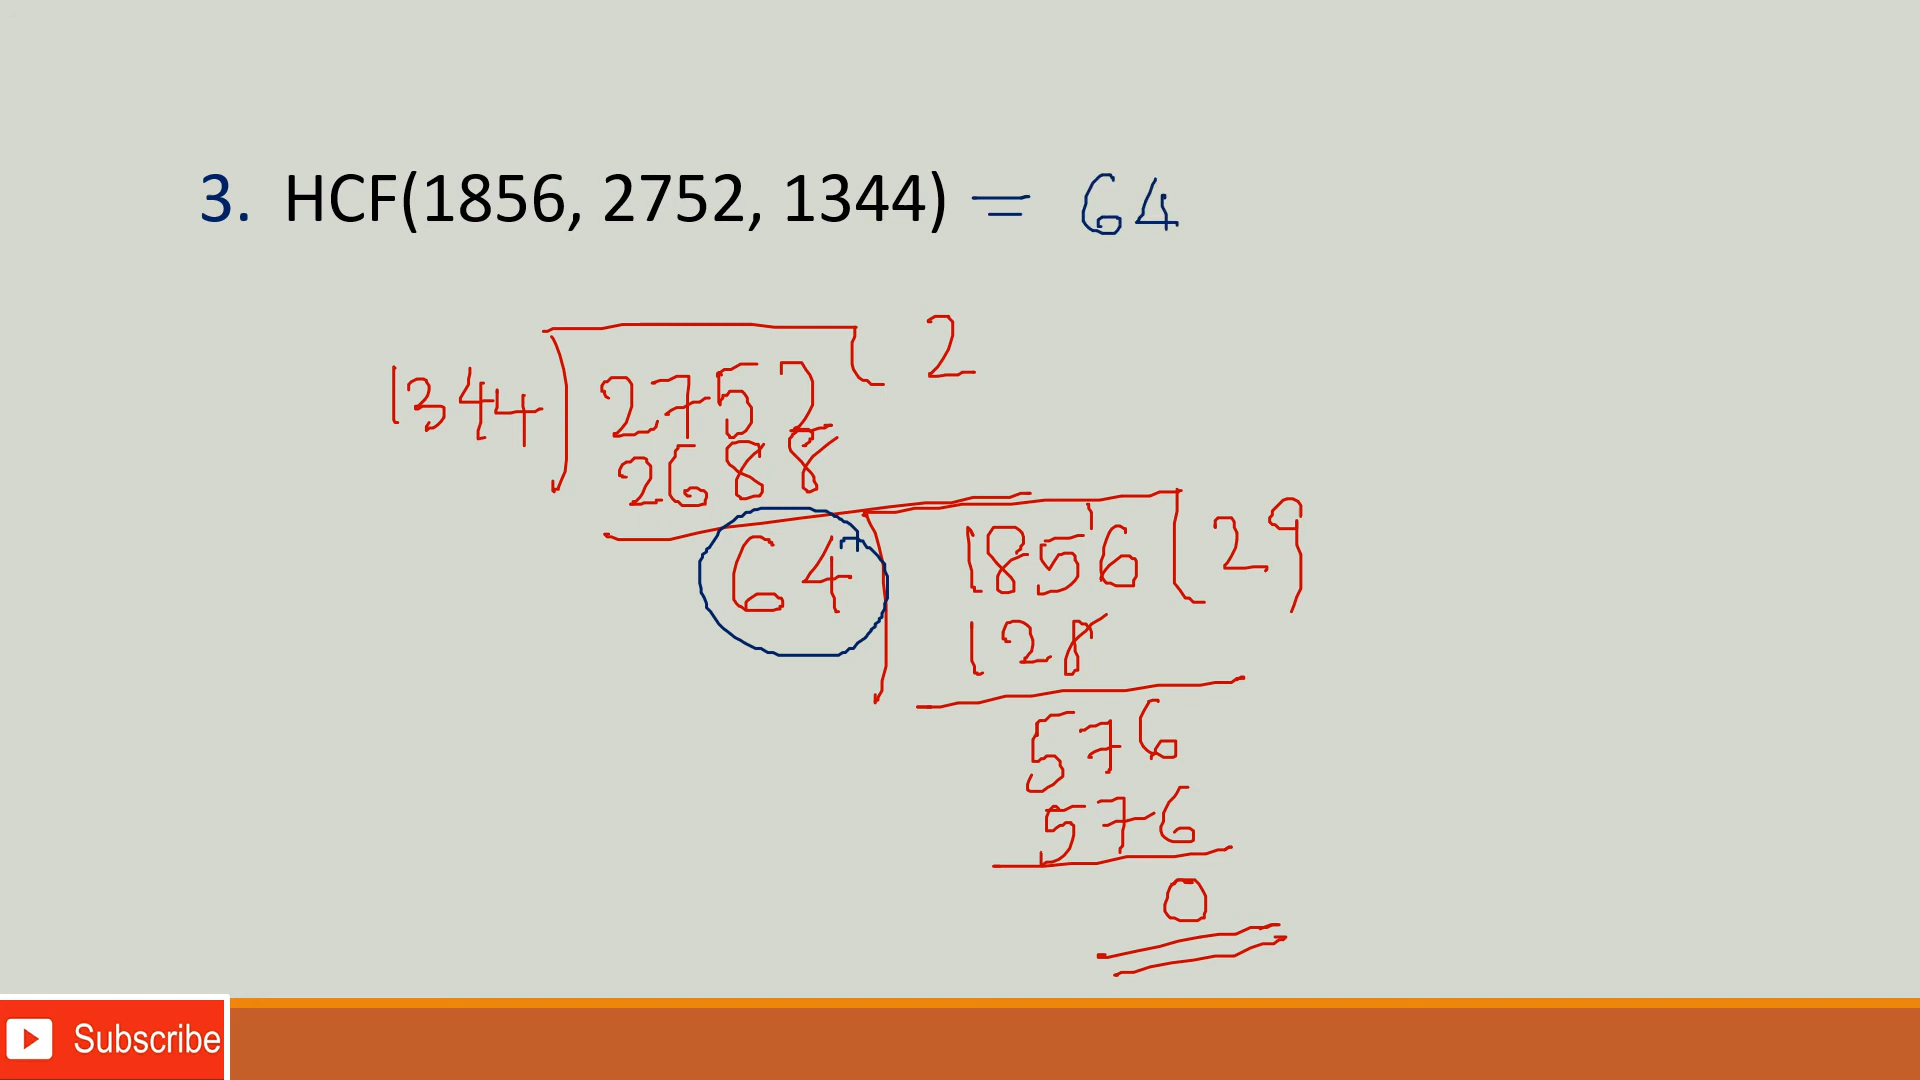 3. HCF(1856, 2752, 1344) = 64
1344 2752 2
2688
64 1856 29
128
576
576
0
Subscribe